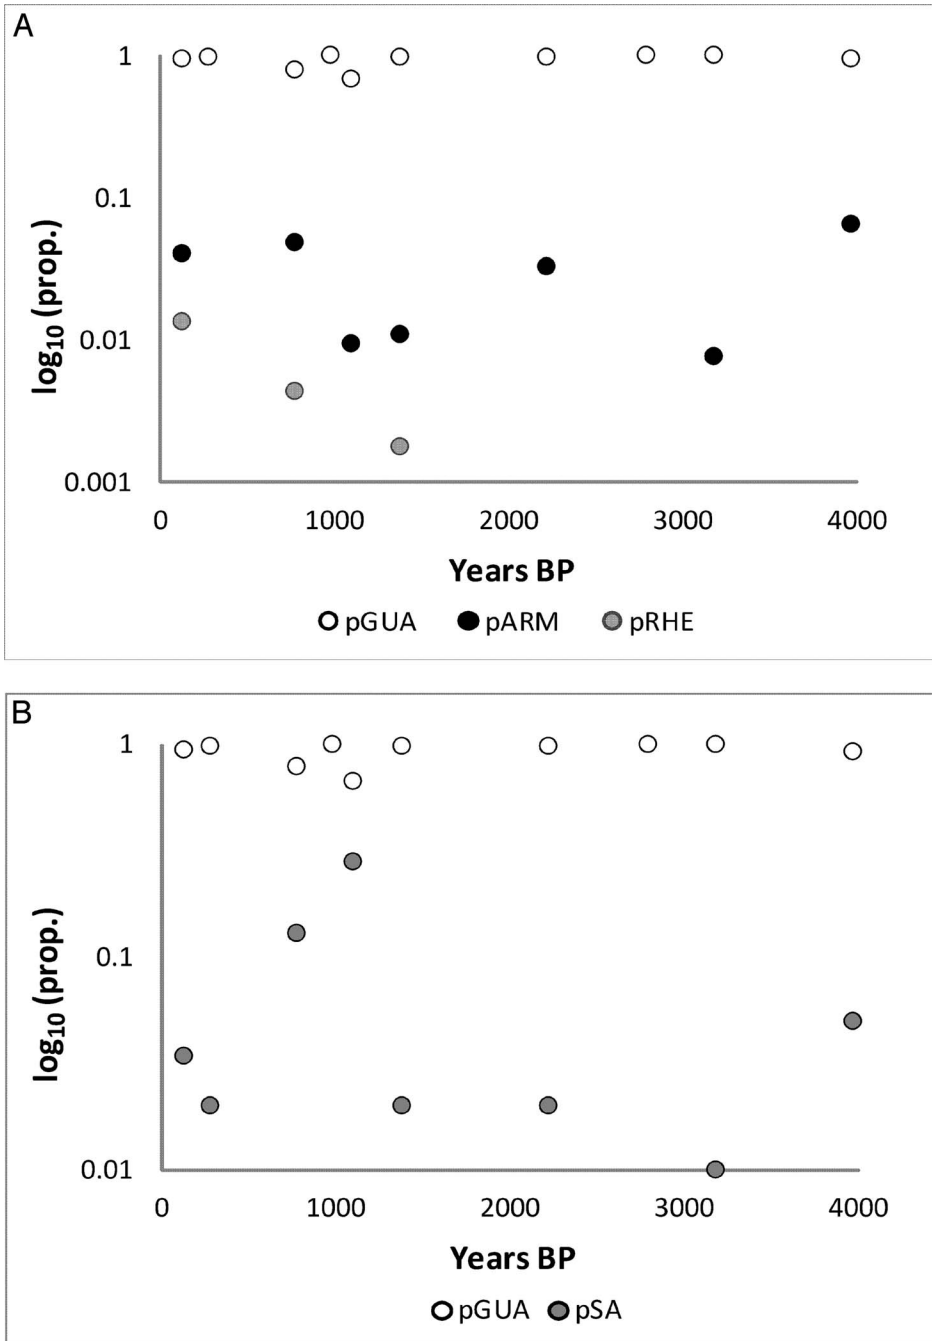 A
1
0.1
0.01
0.001
log10 (prop.)
0 1000 2000 3000 4000
Years BP
pGUA pARM pRHE
B
1
0.1
0.01
log10 (prop.)
0 1000 2000 3000 4000
Years BP
pGUA pSA